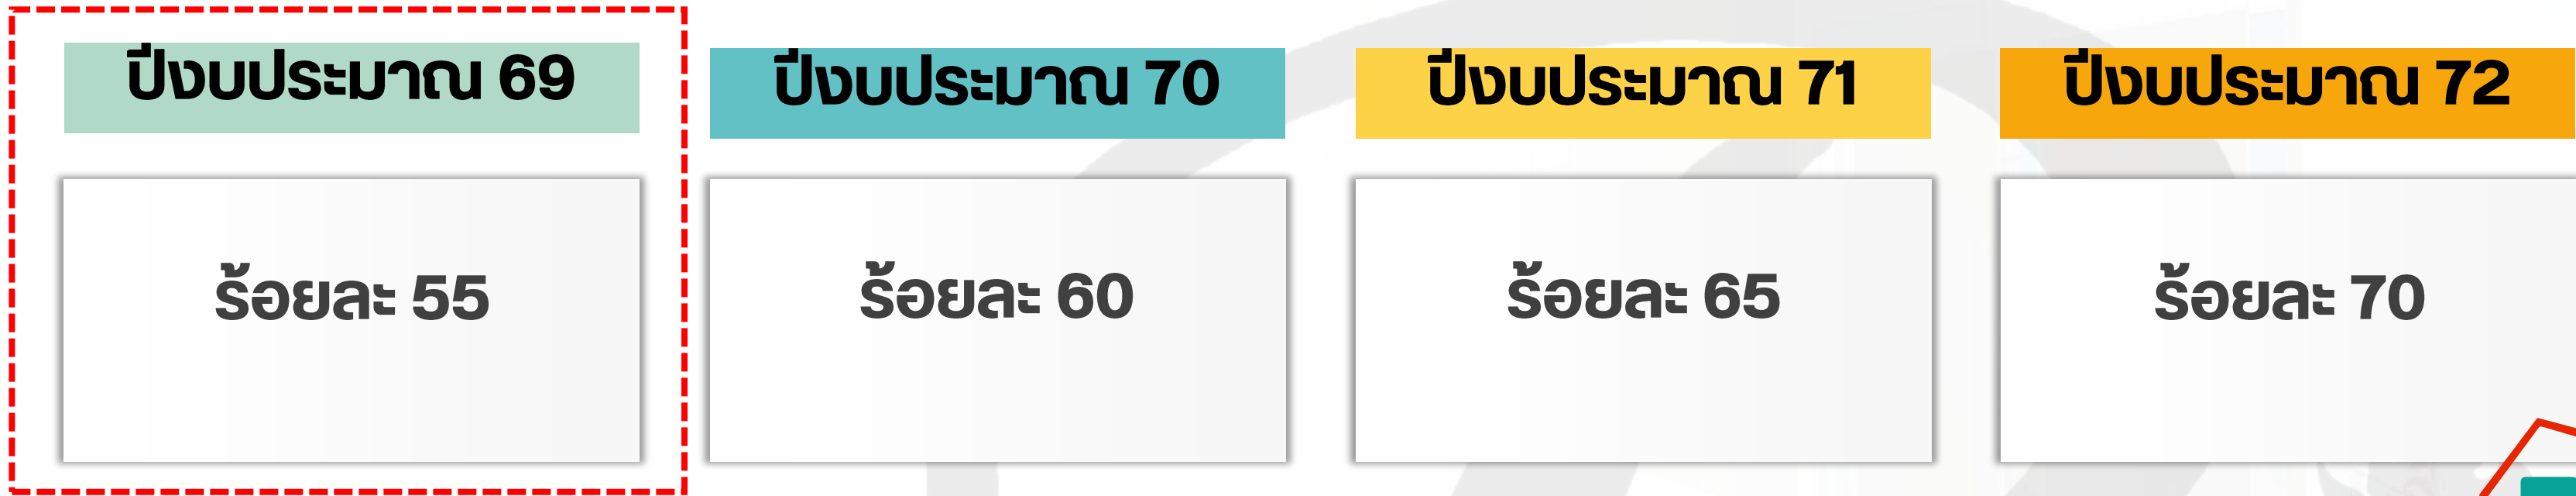 ปีงบประมาณ 69
ปีงบประมาณ 70
ปีงบประมาณ 71
ปีงบประมาณ 72
ร้อยละ 55
ร้อยละ 60
ร้อยละ 65
ร้อยละ 70